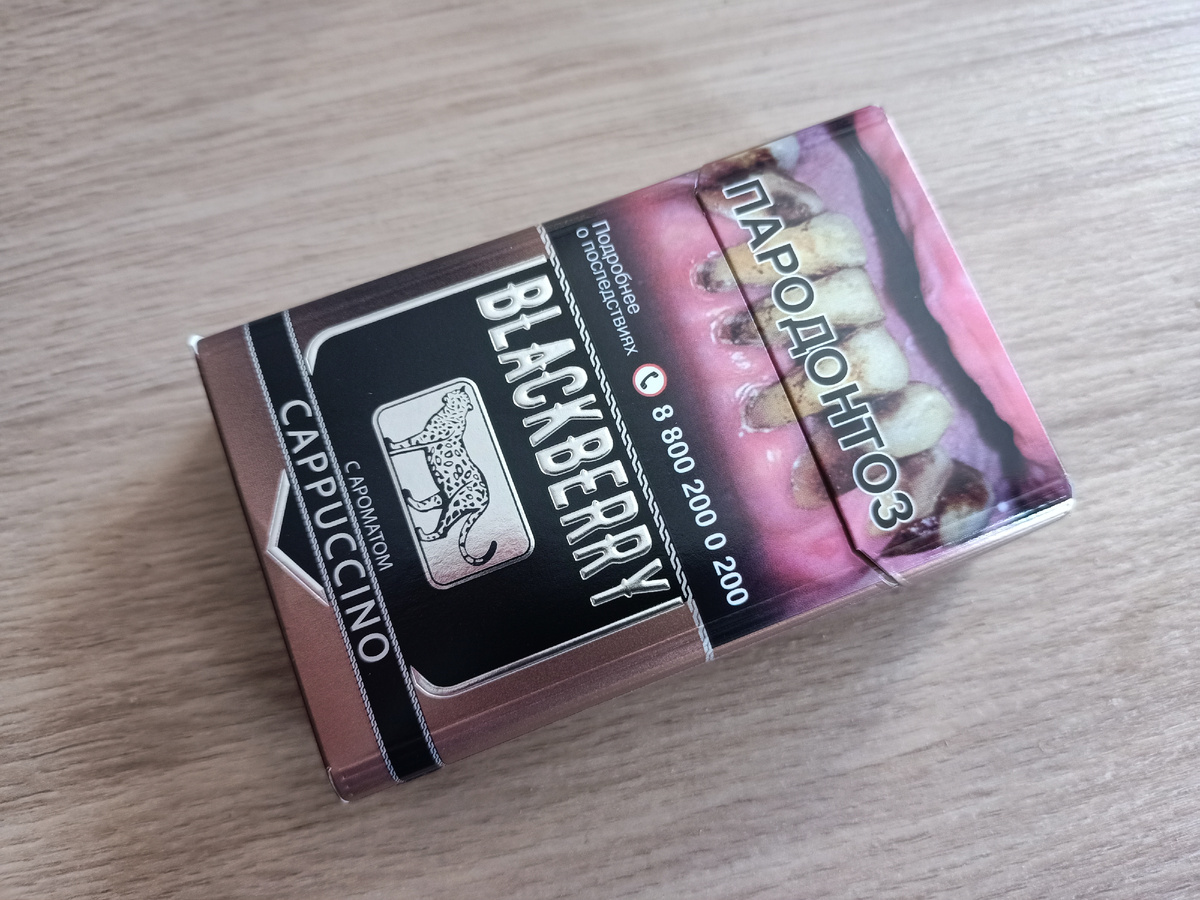 ПАРОДОНТОЗ
Подробнее
о последствиях
8 800 200 0 200
BLACKBERRY
С АРОМАТОМ
CAPPUCCINO